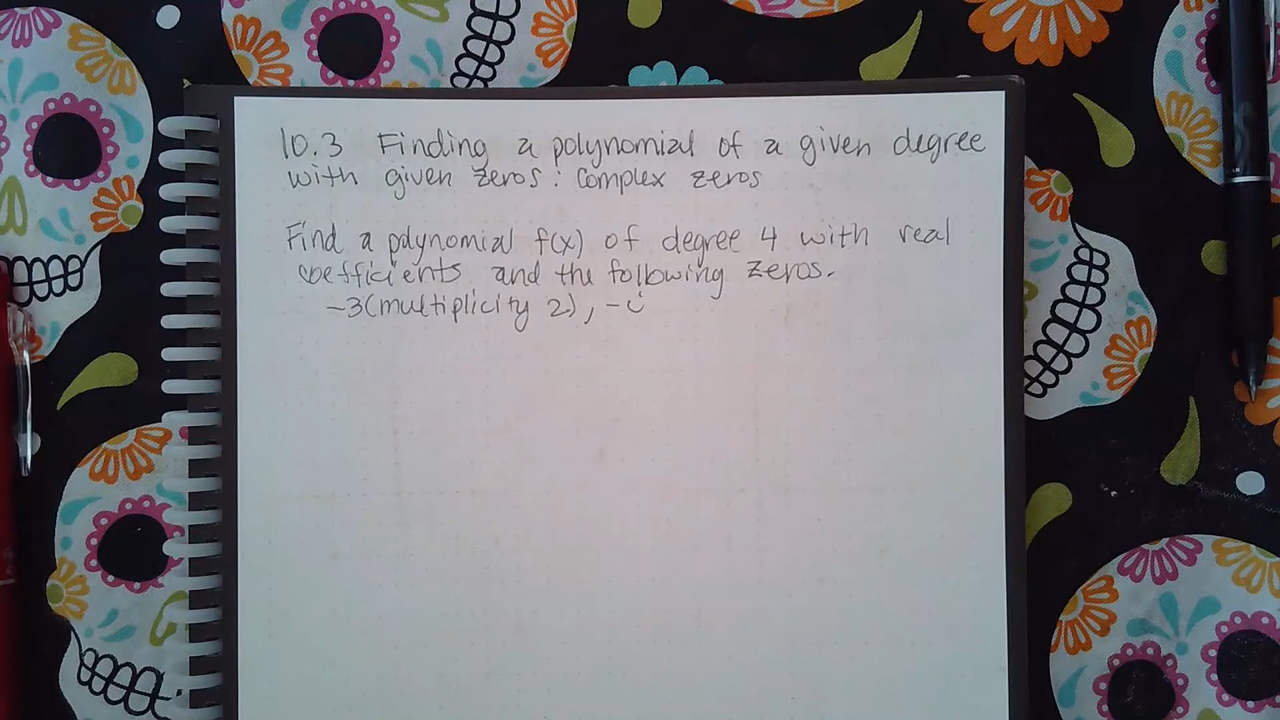 10.3 Finding a polynomial of a given degree
with given zeros: Complex zeros
Find a polynomial f(x) of degree 4 with real
coefficients and the following zeros.
-3(multiplicity 2), -i